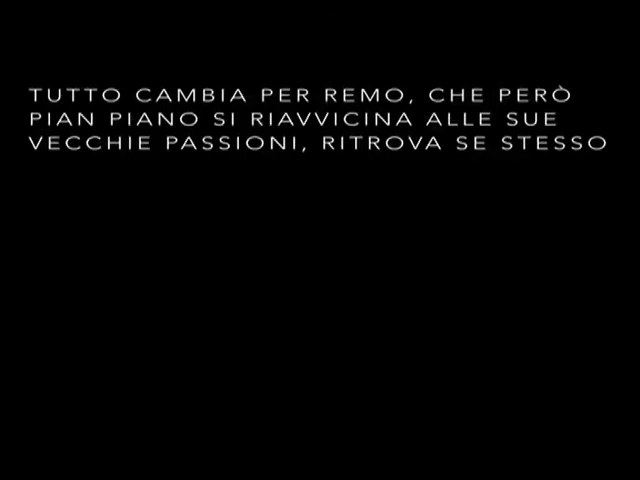 TUTTO CAMBIA PER REMO, CHE PERÒ
PIAN PIANO SI RIAVVICINA ALLE SUE
VECCHIE PASSIONI, RITROVA SE STESSO